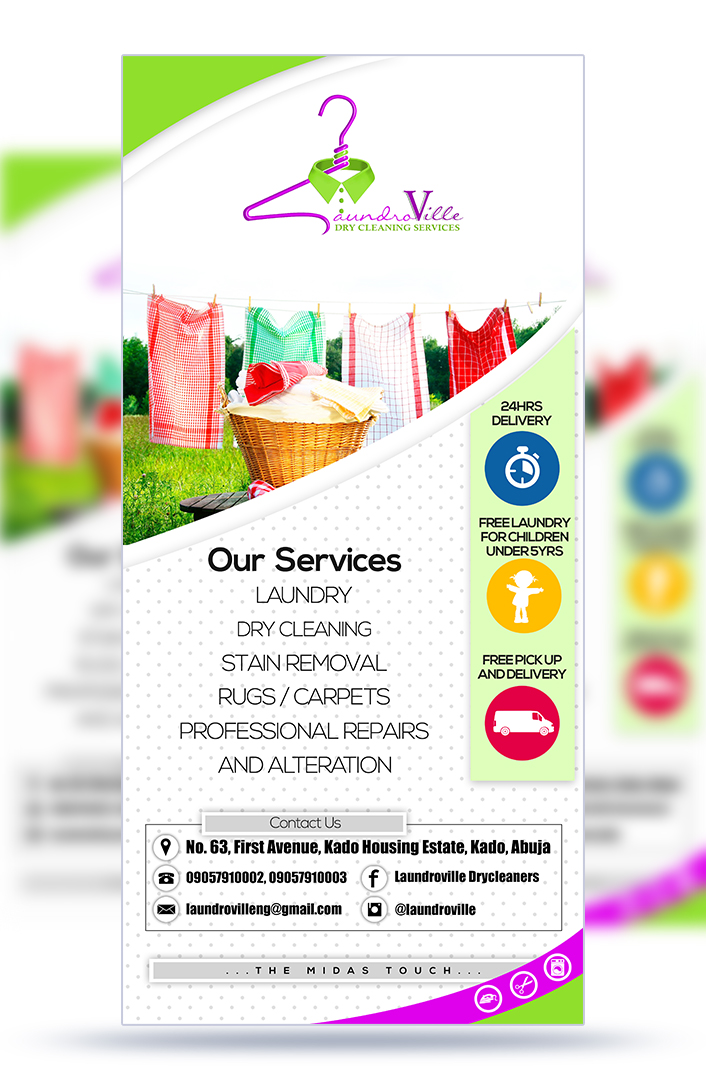 LaundroVille
DRY CLEANING SERVICES
24HRS
DELIVERY
FREE LAUNDRY
FOR CHILDREN
UNDER 5YRS
FREE PICK UP
AND DELIVERY
Our Services
LAUNDRY
DRY CLEANING
STAIN REMOVAL
RUGS / CARPETS
PROFESSIONAL REPAIRS
AND ALTERATION
Contact Us
No. 63, First Avenue, Kado Housing Estate, Kado, Abuja
09057910002, 09057910003
Laundroville Drycleaners
laundrovilleng@gmail.com
@laundroville
...THE MIDAS TOUCH...